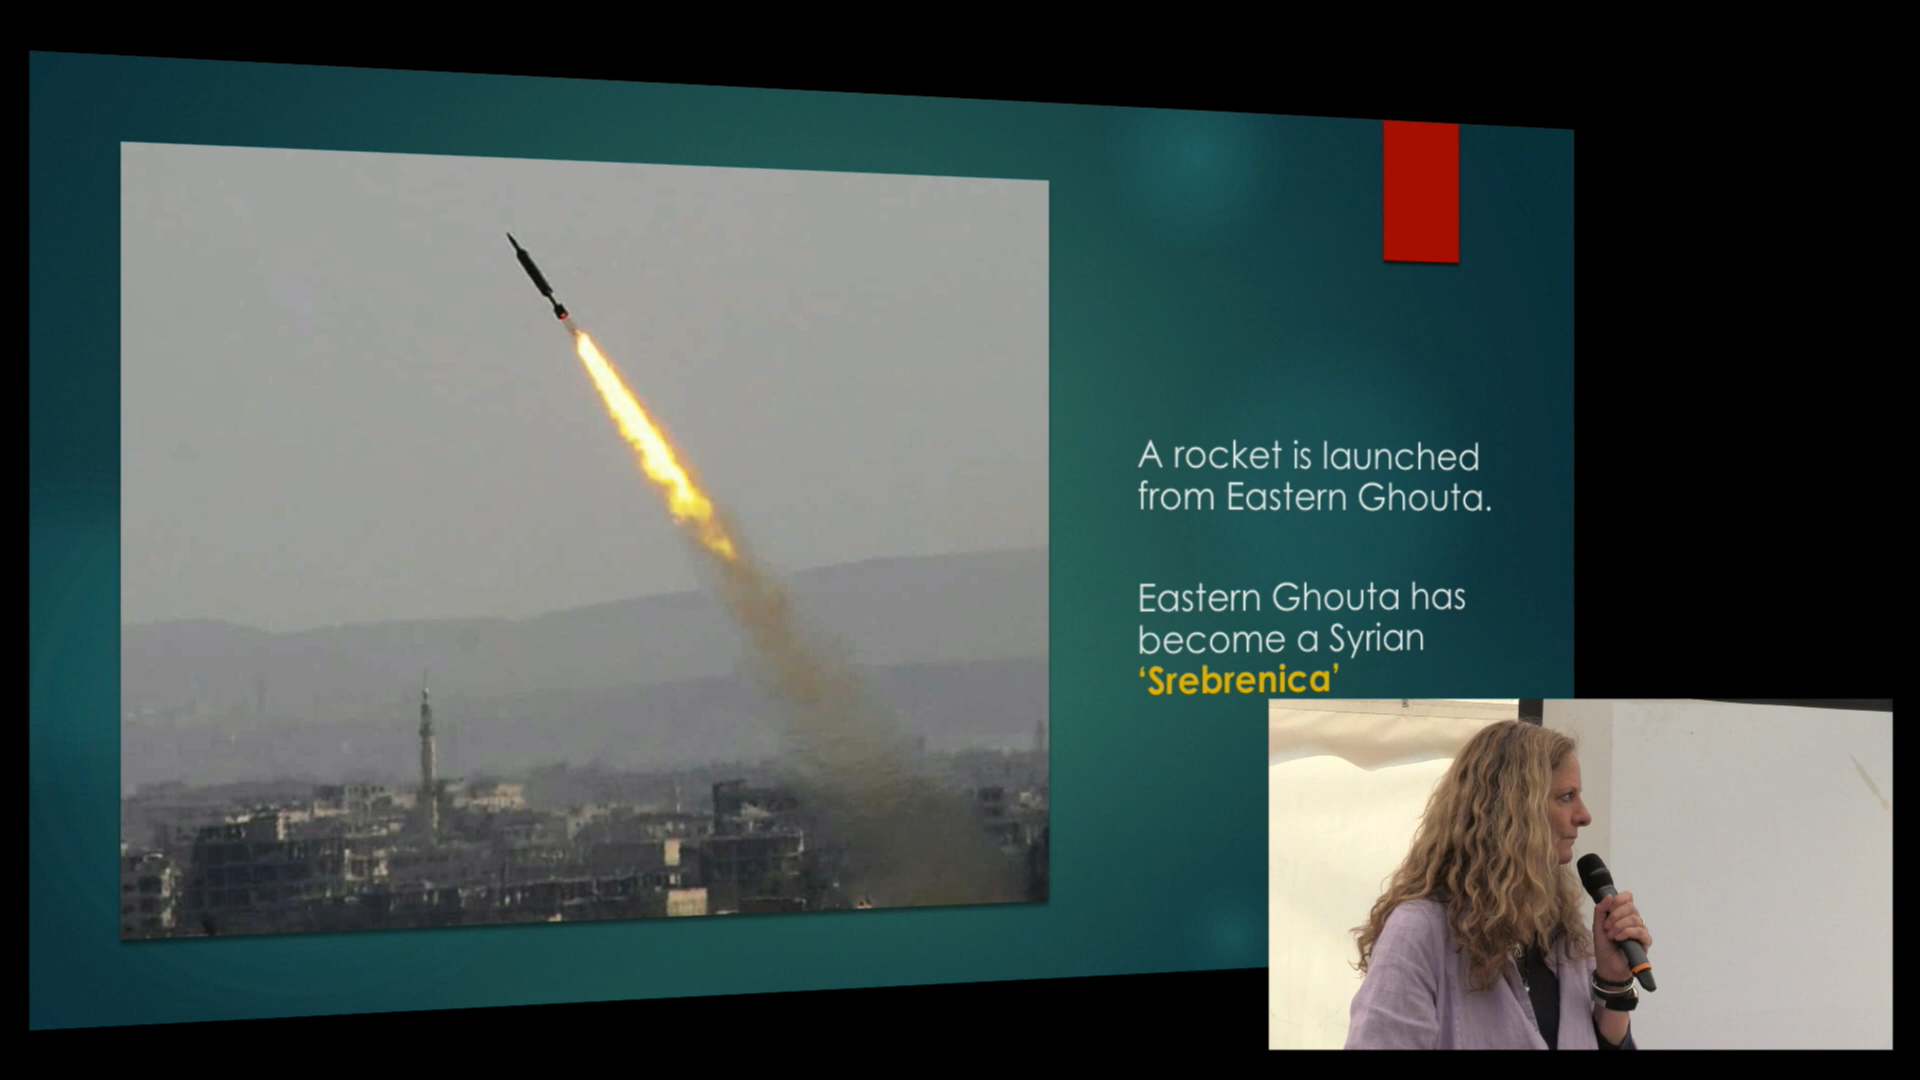 A rocket is launched
from Eastern Ghouta.
Eastern Ghouta has
become a Syrian
‘Srebrenica’